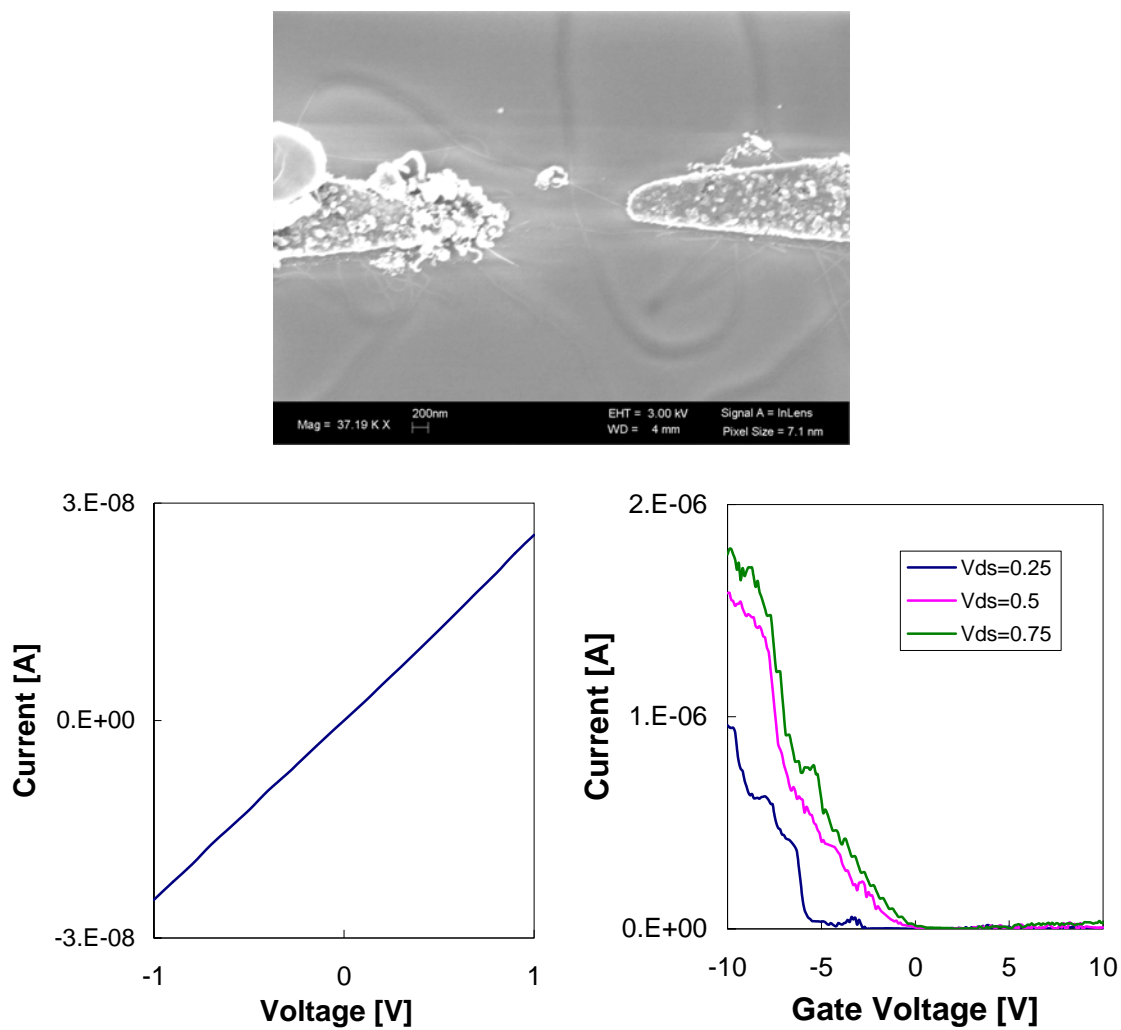 Mag = 37.19 K X
200nm
EHT = 3.00 kV
WD = 4 mm
Signal A = InLens
Pixel Size = 7.1 nm
3.E-08
0.E+00
-3.E-08
-1
0
1
Current [A]
Voltage [V]
2.E-06
1.E-06
0.E+00
-10
-5
0
5
10
Current [A]
Gate Voltage [V]
Vds=0.25
Vds=0.5
Vds=0.75